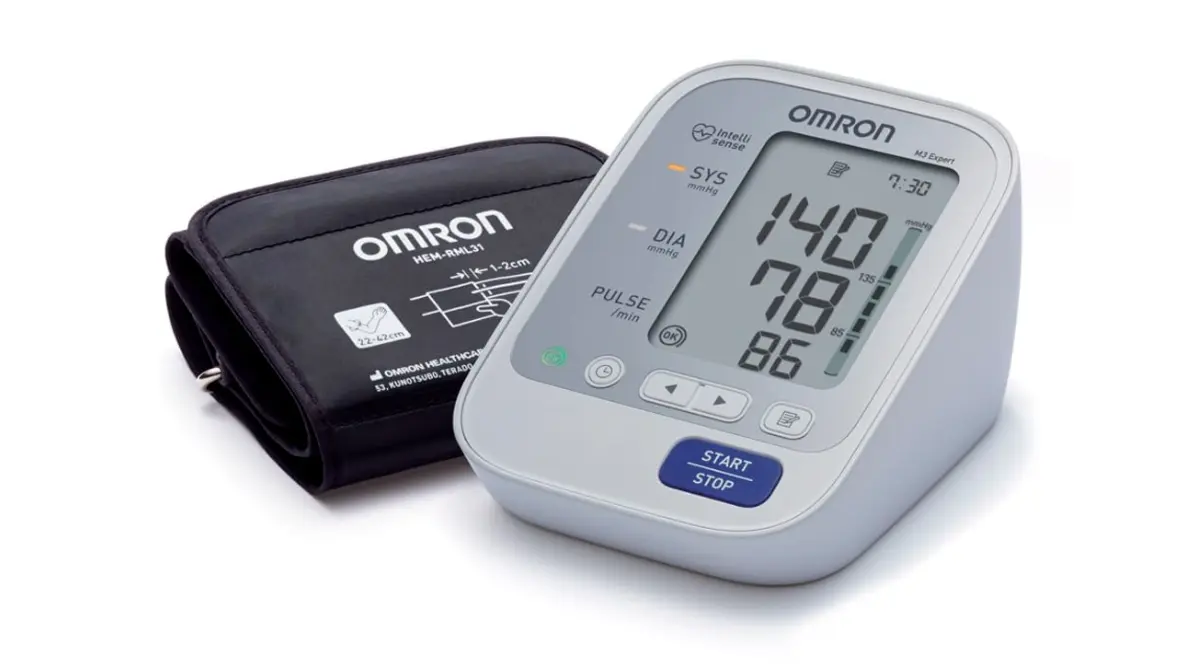 OMRON
HEM-RML31
1-2cm
22-42cm
OMRON HEALTHCAR
53, KUNOTSUBO, TERADO
OMRON
M3 Expert
Intelli
sense
7:30
SYS
mmHg
140
mmHg
135
DIA
mmHg
78
85
PULSE
/min
OK
86
START
STOP